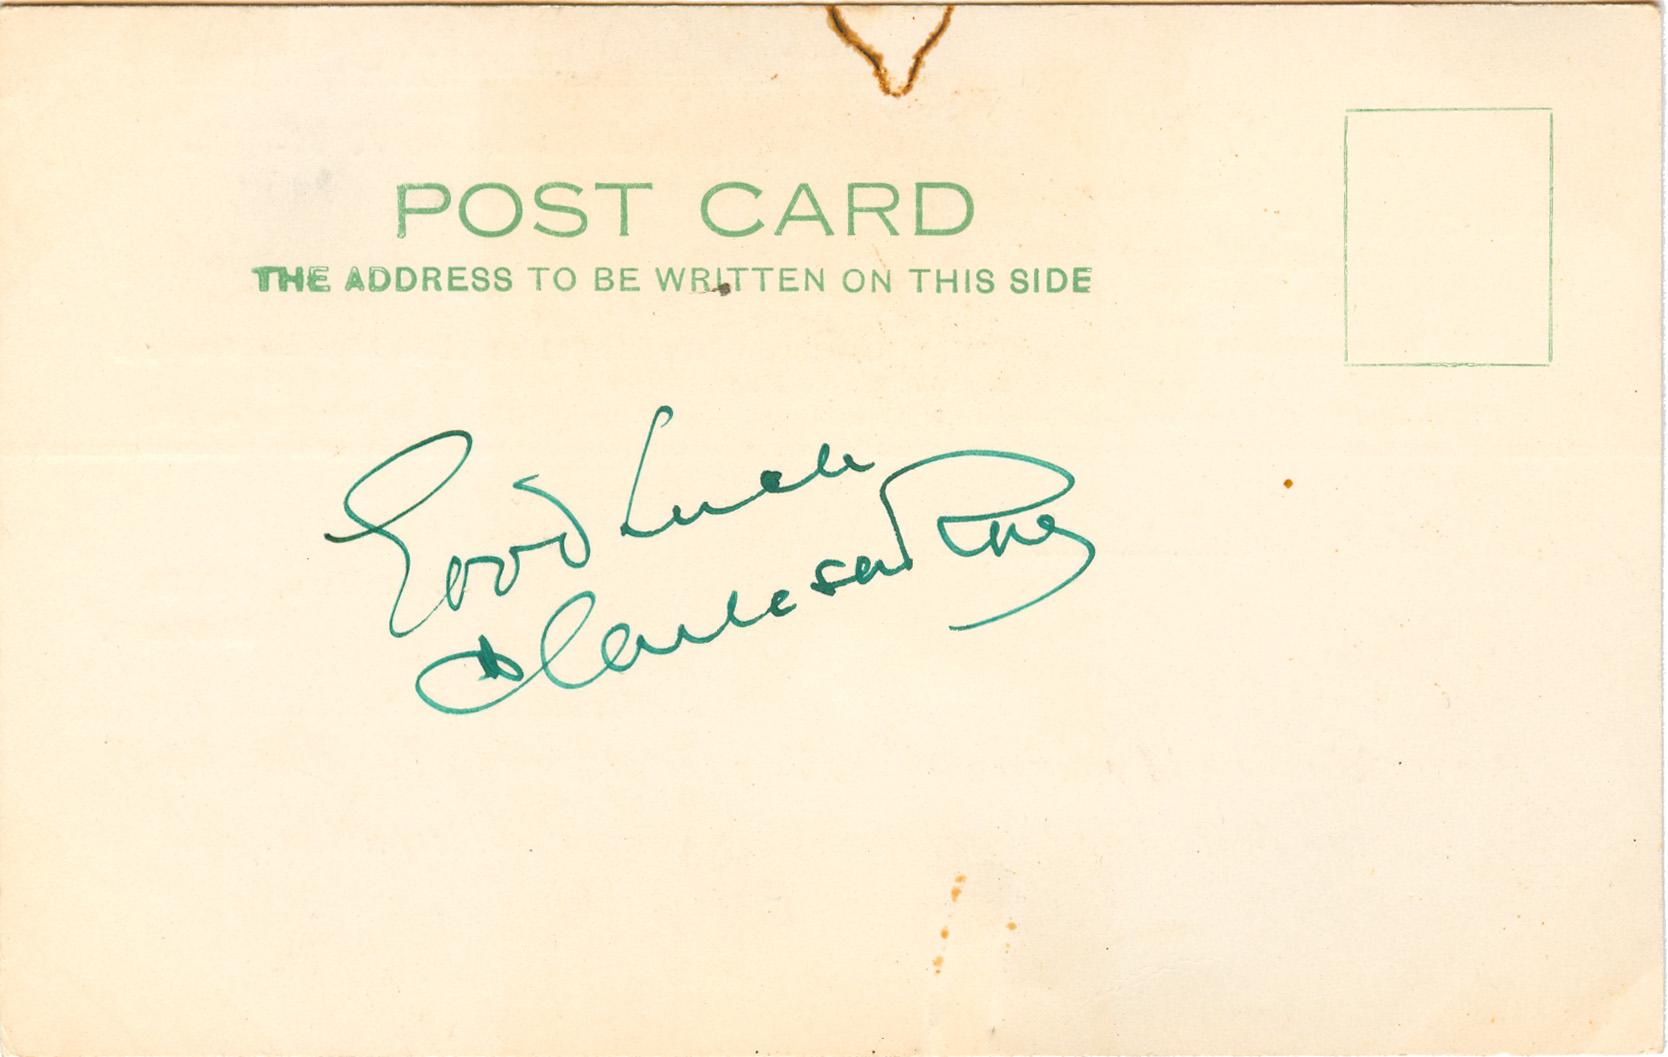 POST CARD
THE ADDRESS TO BE WRITTEN ON THIS SIDE
Good Luck